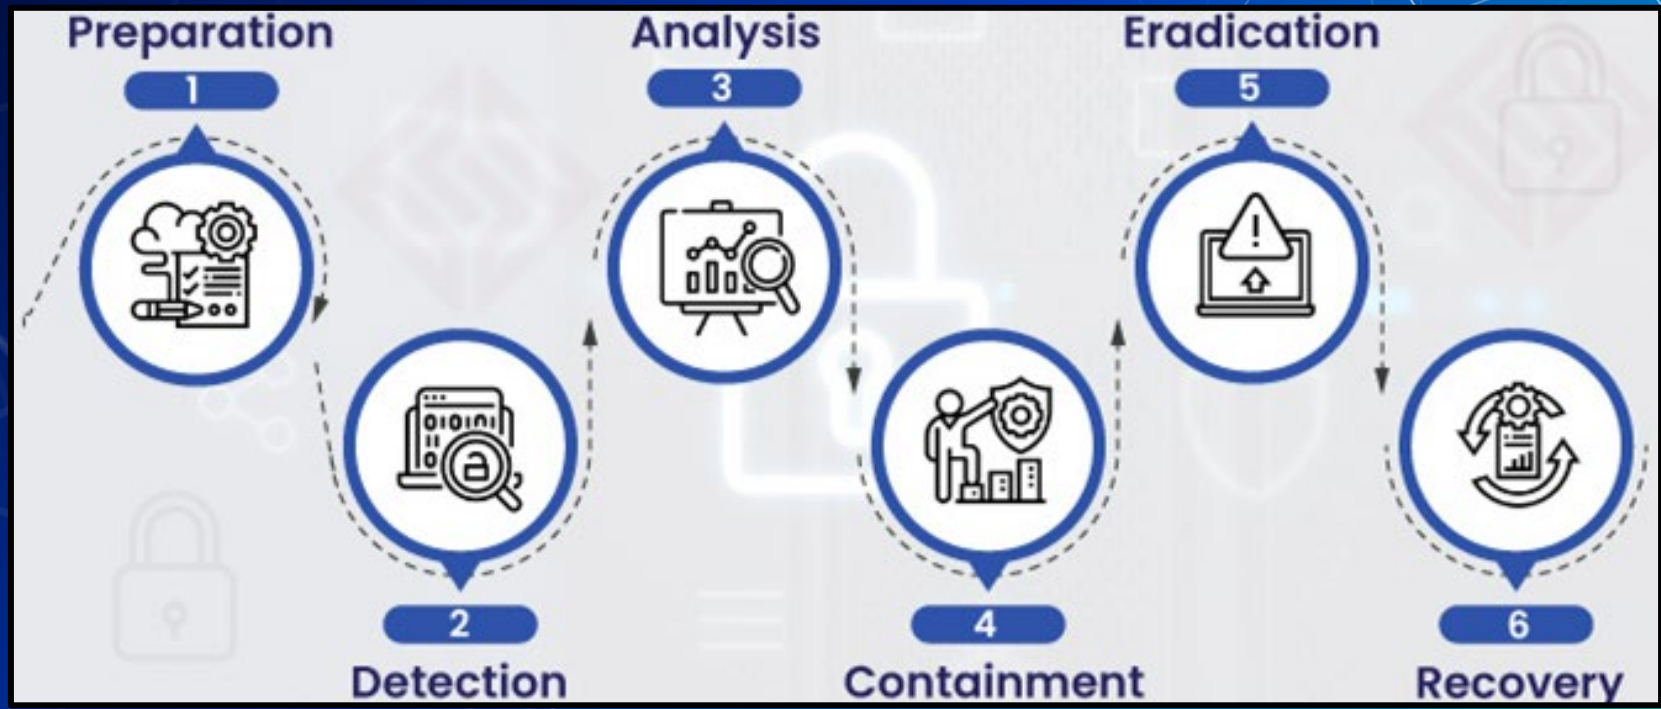 Preparation
1
2
Detection
Analysis
3
4
Containment
Eradication
5
6
Recovery